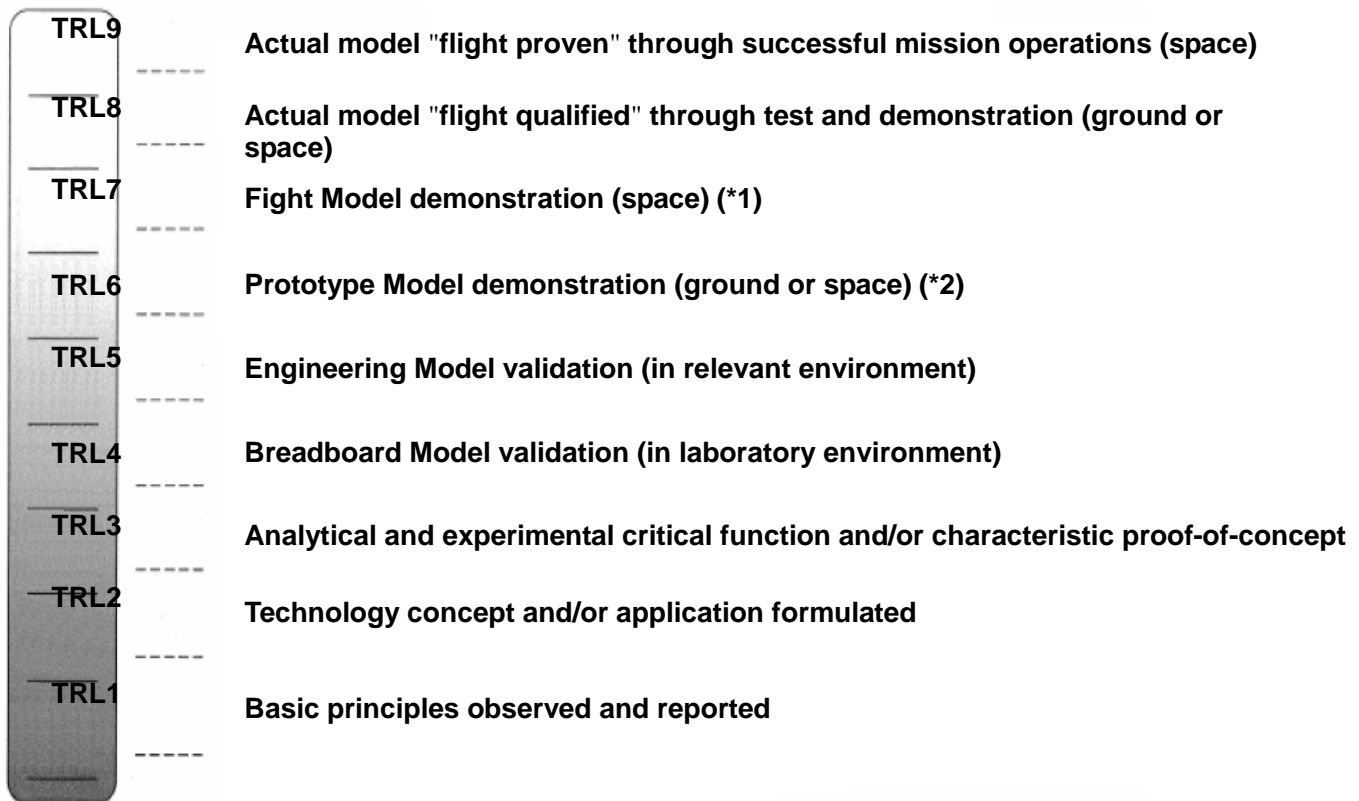 TRL9
Actual model "flight proven" through successful mission operations (space)
TRL8
Actual model "flight qualified" through test and demonstration (ground or
space)
TRL7
Fight Model demonstration (space) (*1)
TRL6
Prototype Model demonstration (ground or space) (*2)
TRL5
Engineering Model validation (in relevant environment)
TRL4
Breadboard Model validation (in laboratory environment)
TRL3
Analytical and experimental critical function and/or characteristic proof-of-concept
TRL2
Technology concept and/or application formulated
TRL1
Basic principles observed and reported